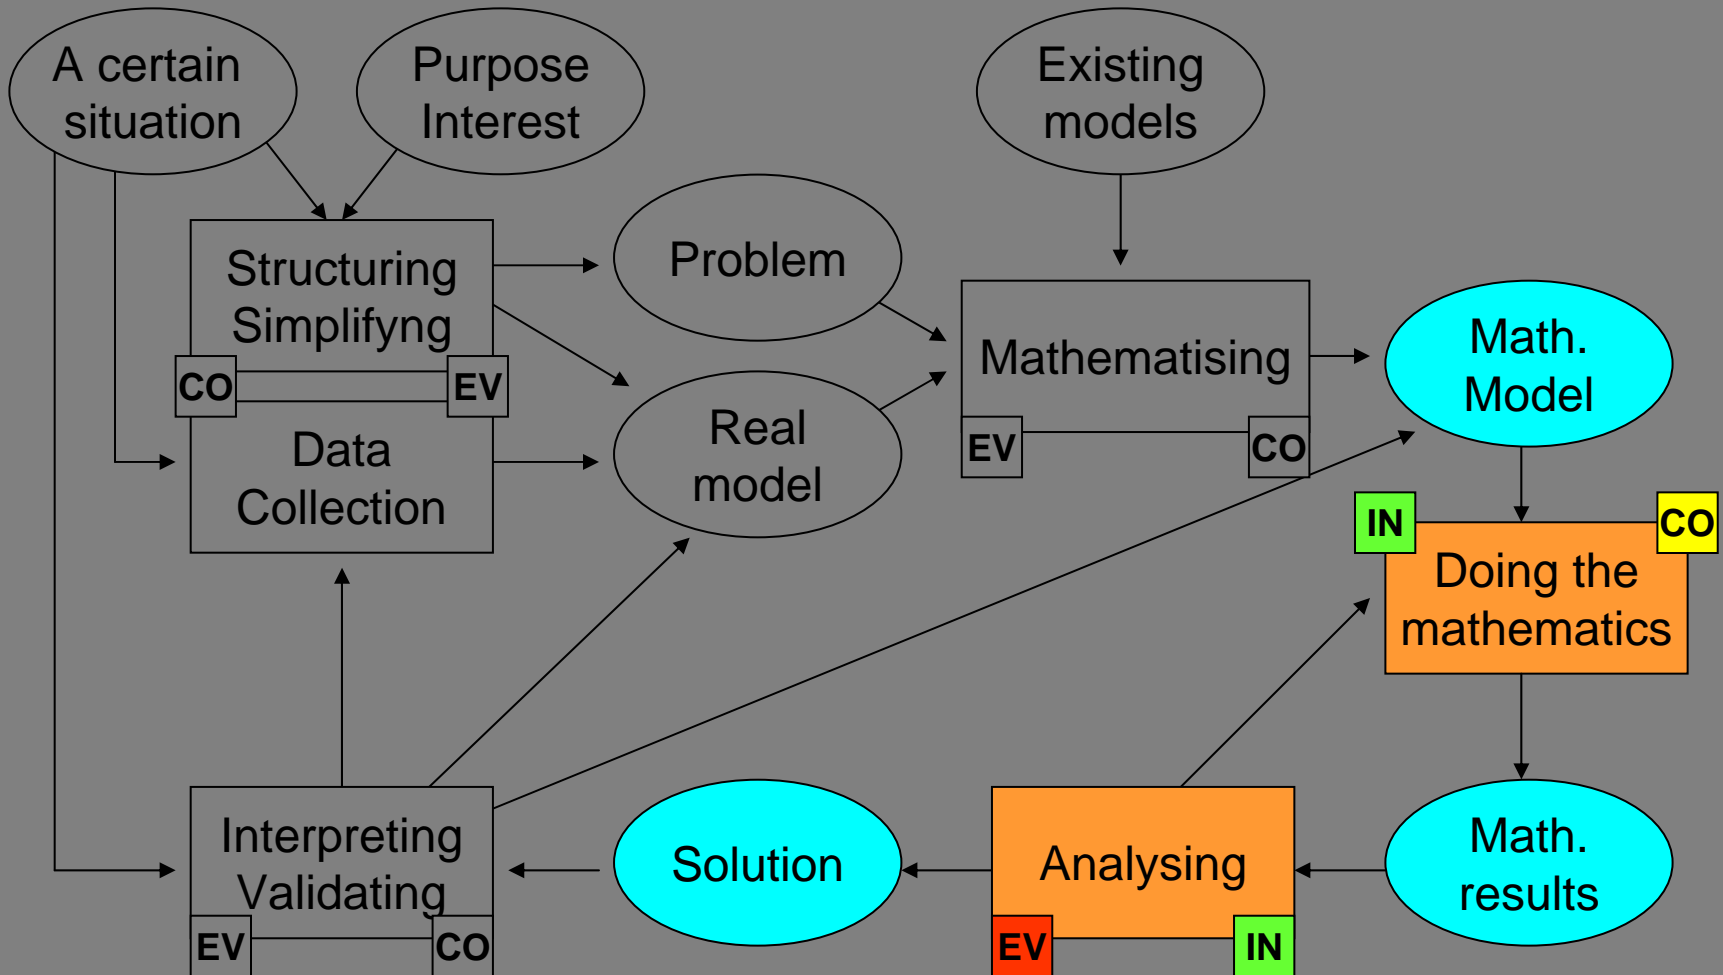 A certain
situation
Purpose
Interest
Existing
models
Structuring
Simplifyng
CO
EV
Data
Collection
Problem
Real
model
Mathematising
EV
CO
Math.
Model
IN
CO
Doing the
mathematics
Interpreting
Validating
EV
CO
Solution
Analysing
EV
IN
Math.
results